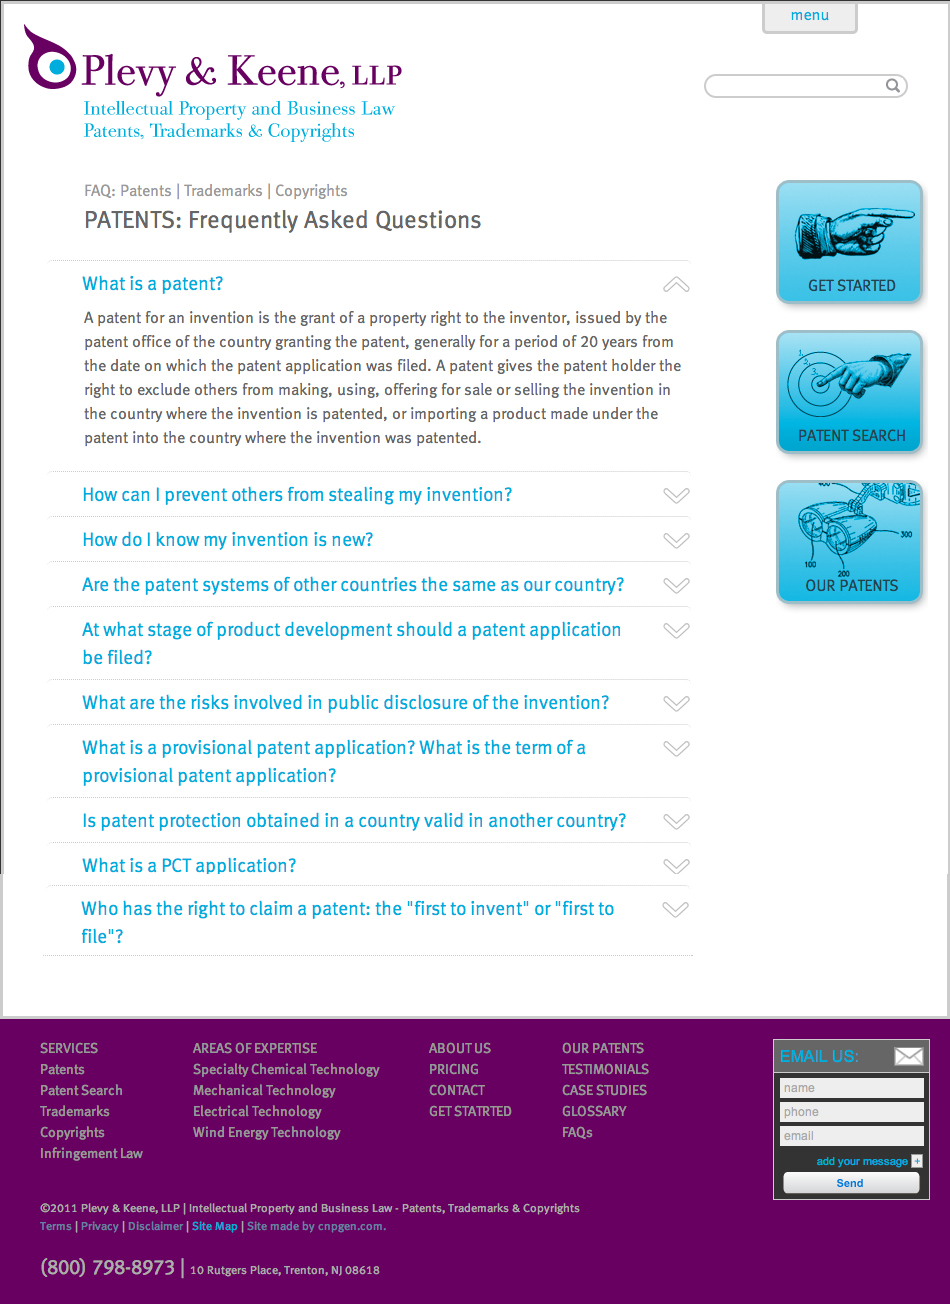 menu
Plevy & Keene, LLP
Intellectual Property and Business Law
Patents, Trademarks & Copyrights
FAQ: Patents | Trademarks | Copyrights
PATENTS: Frequently Asked Questions
What is a patent?
A patent for an invention is the grant of a property right to the inventor, issued by the
patent office of the country granting the patent, generally for a period of 20 years from
the date on which the patent application was filed. A patent gives the patent holder the
right to exclude others from making, using, offering for sale or selling the invention in
the country where the invention is patented, or importing a product made under the
patent into the country where the invention was patented.
How can I prevent others from stealing my invention?
How do I know my invention is new?
Are the patent systems of other countries the same as our country?
At what stage of product development should a patent application
be filed?
What are the risks involved in public disclosure of the invention?
What is a provisional patent application? What is the term of a
provisional patent application?
Is patent protection obtained in a country valid in another country?
What is a PCT application?
Who has the right to claim a patent: the "first to invent" or "first to
file"?
GET STARTED
1.
2.
3.
PATENT SEARCH
300
100
200
OUR PATENTS
SERVICES
Patents
Patent Search
Trademarks
Copyrights
Infringement Law
AREAS OF EXPERTISE
Specialty Chemical Technology
Mechanical Technology
Electrical Technology
Wind Energy Technology
ABOUT US
PRICING
CONTACT
GET STATRTED
OUR PATENTS
TESTIMONIALS
CASE STUDIES
GLOSSARY
FAQs
EMAIL US:
name
phone
email
add your message +
Send
©2011 Plevy & Keene, LLP | Intellectual Property and Business Law - Patents, Trademarks & Copyrights
Terms | Privacy | Disclaimer | Site Map | Site made by cnpgen.com.
(800) 798-8973 | 10 Rutgers Place, Trenton, NJ 08618